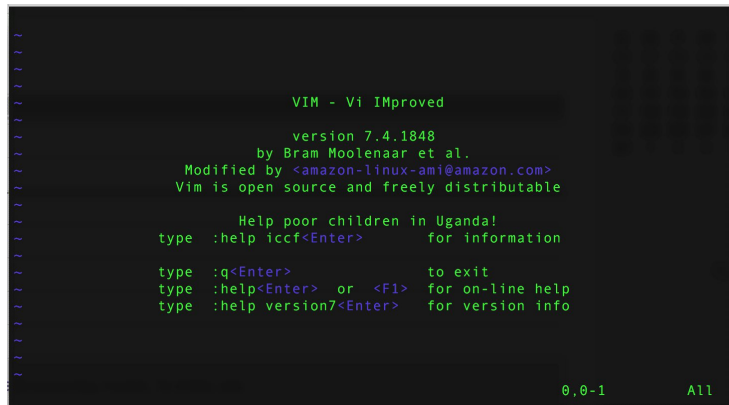 ~
~
~
~
~ VIM - Vi IMproved
~
~ version 7.4.1848
~ by Bram Moolenaar et al.
~ Modified by <amazon-linux-ami@amazon.com>
~ Vim is open source and freely distributable
~
~ Help poor children in Uganda!
~ type :help iccf<Enter> for information
~
~ type :q<Enter> to exit
~ type :help<Enter> or <F1> for on-line help
~ type :help version7<Enter> for version info
~
~
~
~
0,0-1 All